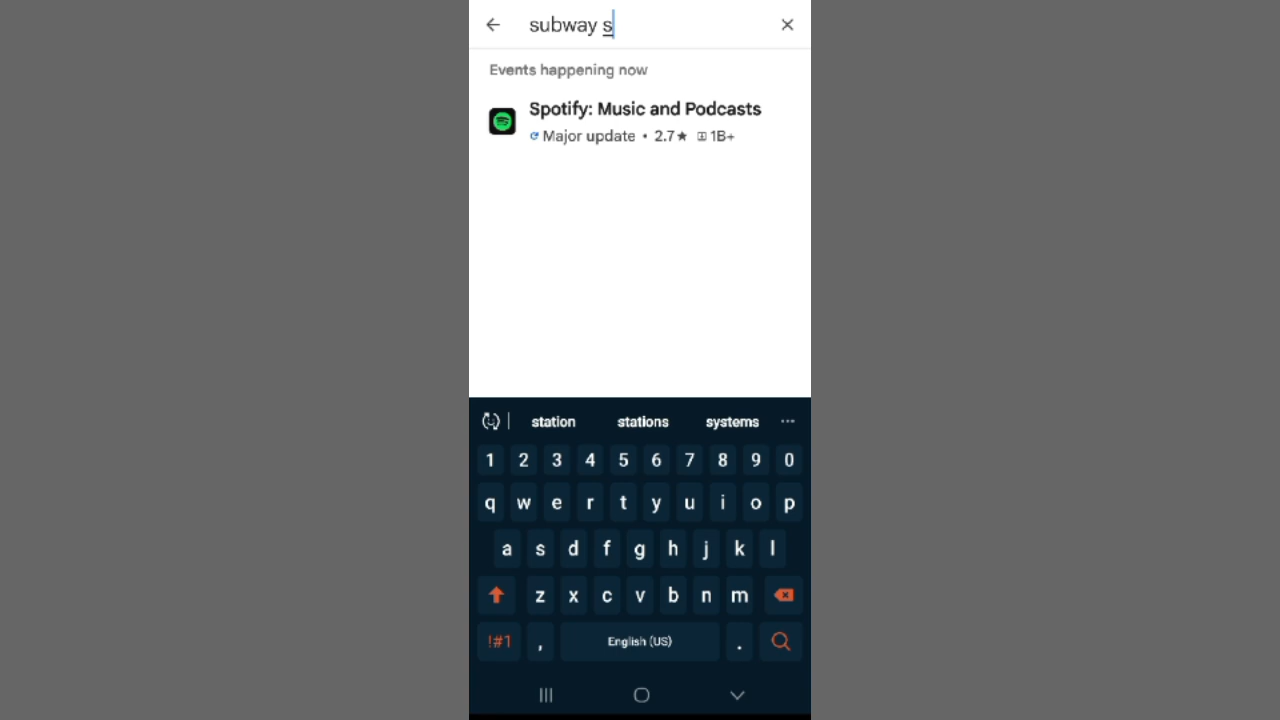 subway s
Events happening now
Spotify: Music and Podcasts
Major update • 2.7★ 1B+
station stations systems ...
1 2 3 4 5 6 7 8 9 0
q w e r t y u i o p
a s d f g h j k l
z x c v b n m
!#1 , English (US) .